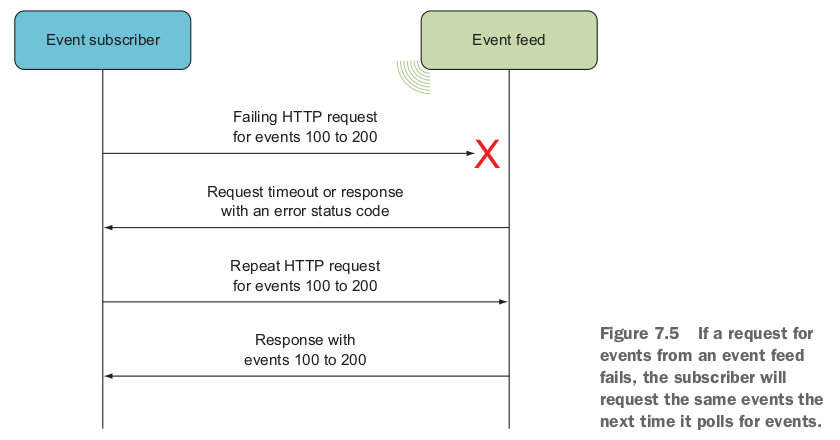 Event subscriber
Event feed
Failing HTTP request
for events 100 to 200
X
Request timeout or response
with an error status code
Repeat HTTP request
for events 100 to 200
Response with
events 100 to 200
Figure 7.5 If a request for
events from an event feed
fails, the subscriber will
request the same events the
next time it polls for events.